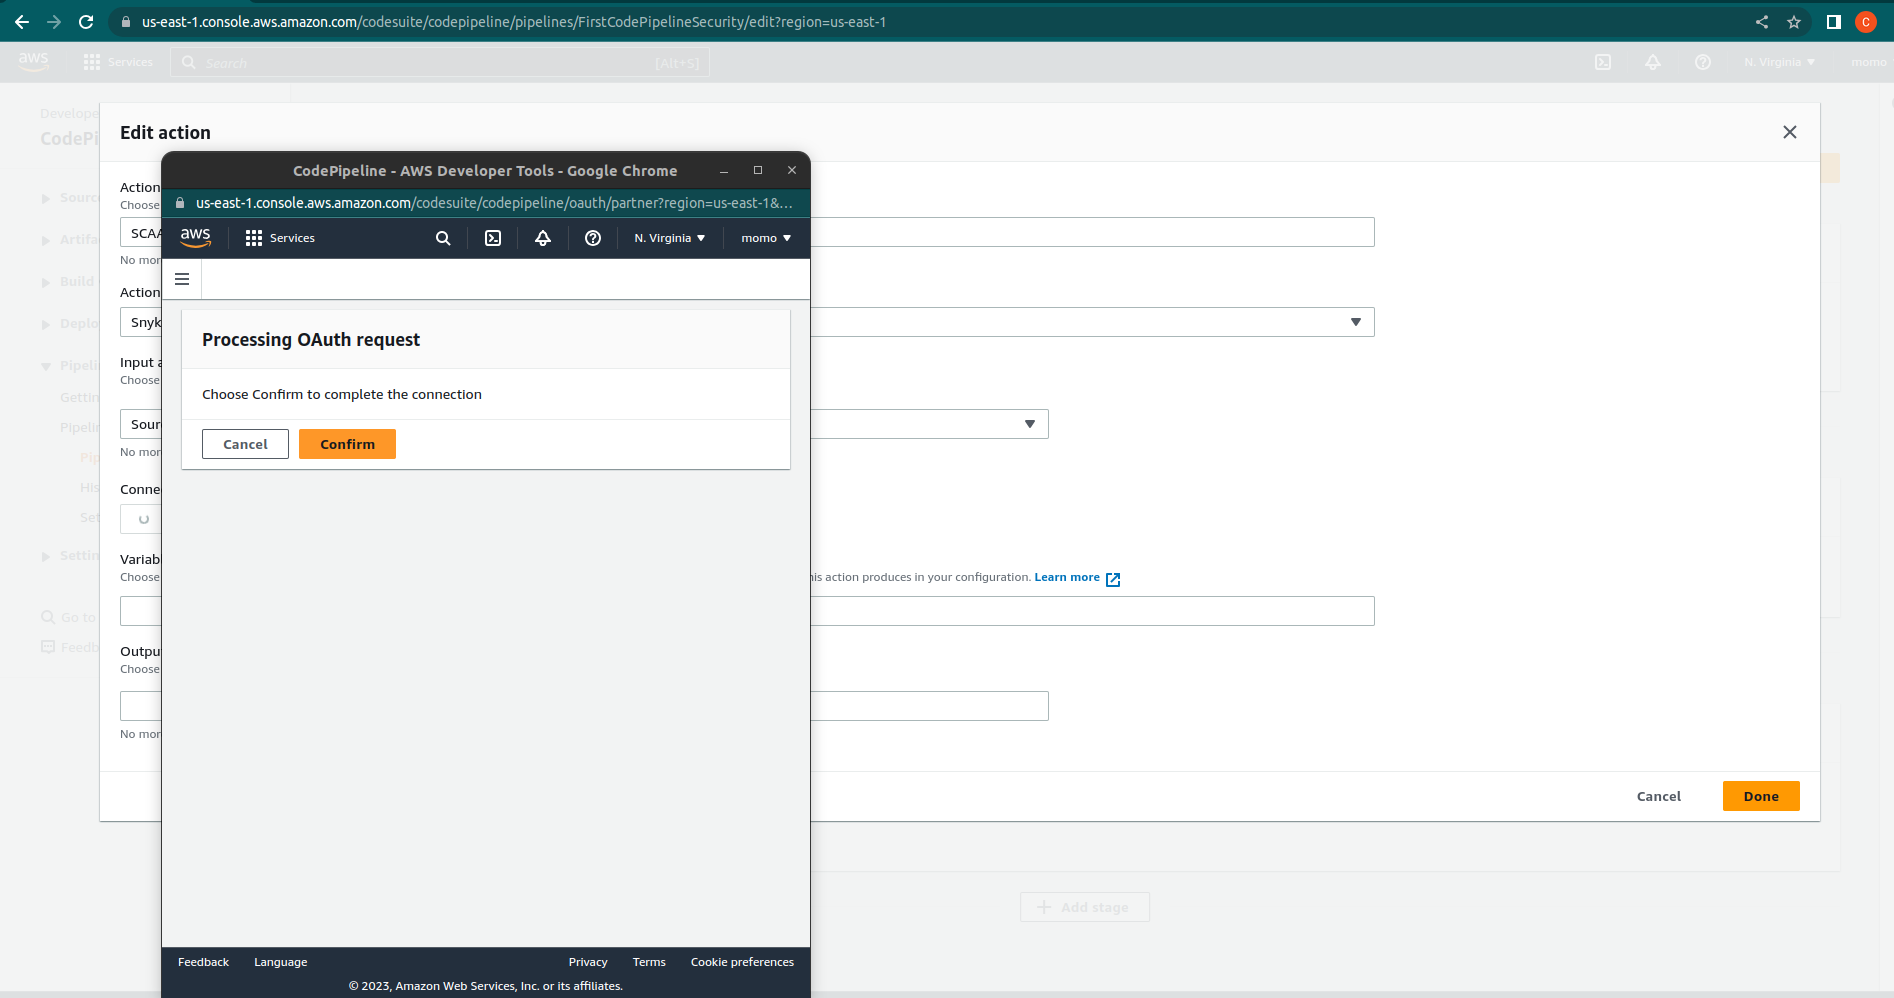 us-east-1.console.aws.amazon.com/codesuite/codepipeline/pipelines/FirstCodePipelineSecurity/edit?region=us-east-1
C
aws
Services
Search
[Alt+S]
N. Virginia
momo
Develope
CodePi
Sourc
Artifa
Build
Deplo
Pipeli
Gettin
Pipelin
Pip
His
Set
Settin
Go to
Feedb
Edit action
Action
Choose
SCAA
No mor
Action
Snyk
Input a
Choose
Sour
No mor
Conne
Variab
Choose
his action produces in your configuration. Learn more
Outpu
Choose
No mor
Cancel
Done
Add stage
CodePipeline - AWS Developer Tools - Google Chrome
us-east-1.console.aws.amazon.com/codesuite/codepipeline/oauth/partner?region=us-east-1&...
aws
Services
N. Virginia
momo
Processing OAuth request
Choose Confirm to complete the connection
Cancel
Confirm
Feedback
Language
Privacy
Terms
Cookie preferences
© 2023, Amazon Web Services, Inc. or its affiliates.